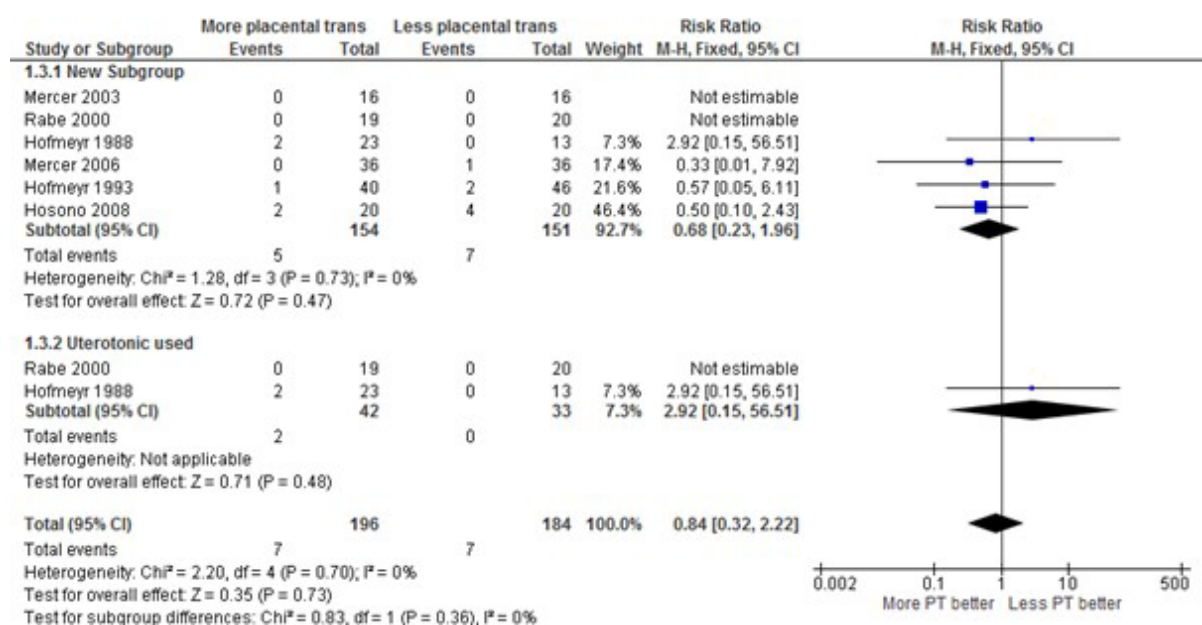 More placental trans Less placental trans Risk Ratio Risk Ratio
Study or Subgroup Events Total Events Total Weight M-H, Fixed, 95% CI M-H, Fixed, 95% CI
1.3.1 New Subgroup
Mercer 2003 0 16 0 16 Not estimable
Rabe 2000 0 19 0 20 Not estimable
Hofmeyr 1988 2 23 0 13 7.3% 2.92 [0.15, 56.51]
Mercer 2006 0 36 1 36 17.4% 0.33 [0.01, 7.92]
Hofmeyr 1993 1 40 2 46 21.6% 0.57 [0.05, 6.11]
Hosono 2008 2 20 4 20 46.4% 0.50 [0.10, 2.43]
Subtotal (95% CI) 154 151 92.7% 0.68 [0.23, 1.96]
Total events 5 7
Heterogeneity: Chi² = 1.28, df = 3 (P = 0.73); I² = 0%
Test for overall effect: Z = 0.72 (P = 0.47)
1.3.2 Uterotonic used
Rabe 2000 0 19 0 20 Not estimable
Hofmeyr 1988 2 23 0 13 7.3% 2.92 [0.15, 56.51]
Subtotal (95% CI) 42 33 7.3% 2.92 [0.15, 56.51]
Total events 2 0
Heterogeneity: Not applicable
Test for overall effect: Z = 0.71 (P = 0.48)
Total (95% CI) 196 184 100.0% 0.84 [0.32, 2.22]
Total events 7 7
Heterogeneity: Chi² = 2.20, df = 4 (P = 0.70); I² = 0%
Test for overall effect: Z = 0.35 (P = 0.73)
Test for subgroup differences: Chi² = 0.83, df = 1 (P = 0.36), I² = 0%
0.002 0.1 1 10 500
More PT better Less PT better